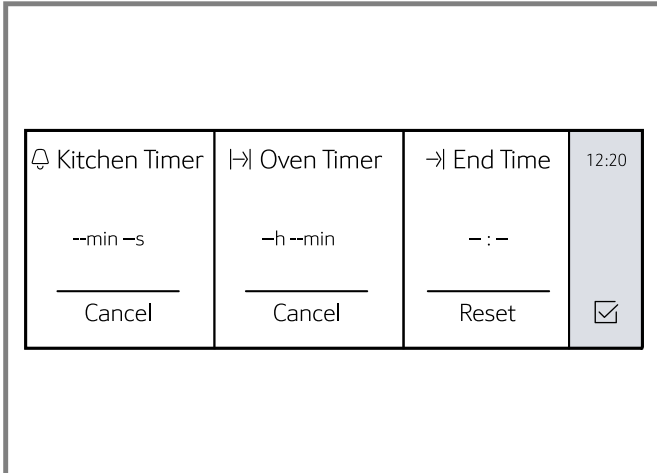 Kitchen Timer
Oven Timer
End Time
12:20
--min –s
–h --min
– : –
Cancel
Cancel
Reset